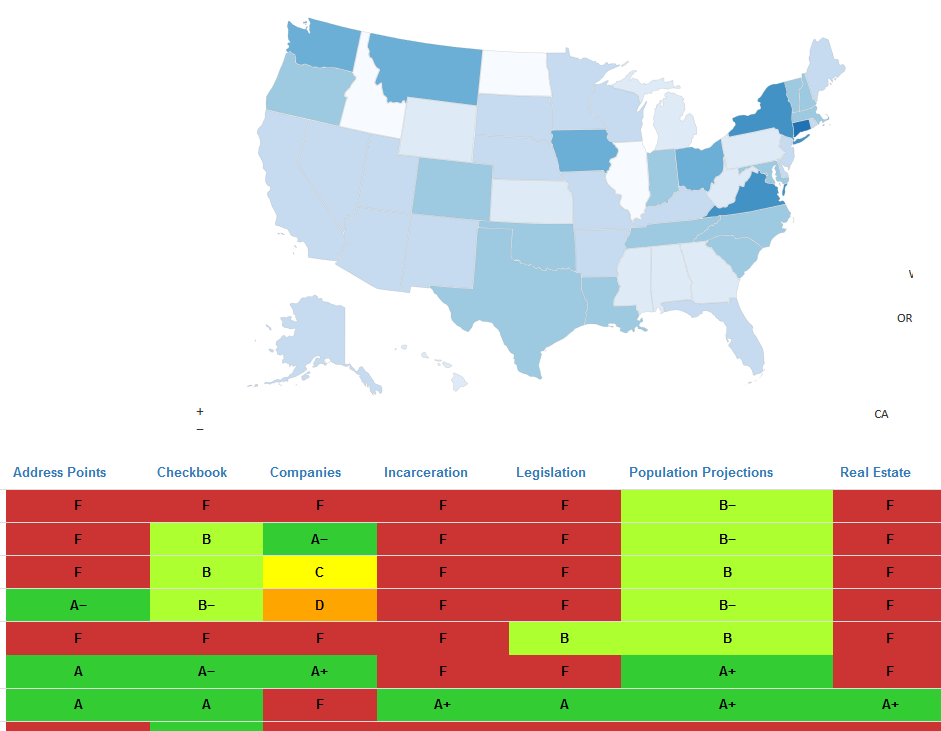 OR
+
−
CA
Address Points Checkbook Companies Incarceration Legislation Population Projections Real Estate
F F F F F B− F
F B A− F F B− F
F B C F F B F
A− B− D F F B− F
F F F F B B F
A A− A+ F F A+ F
A A F A+ A A+ A+